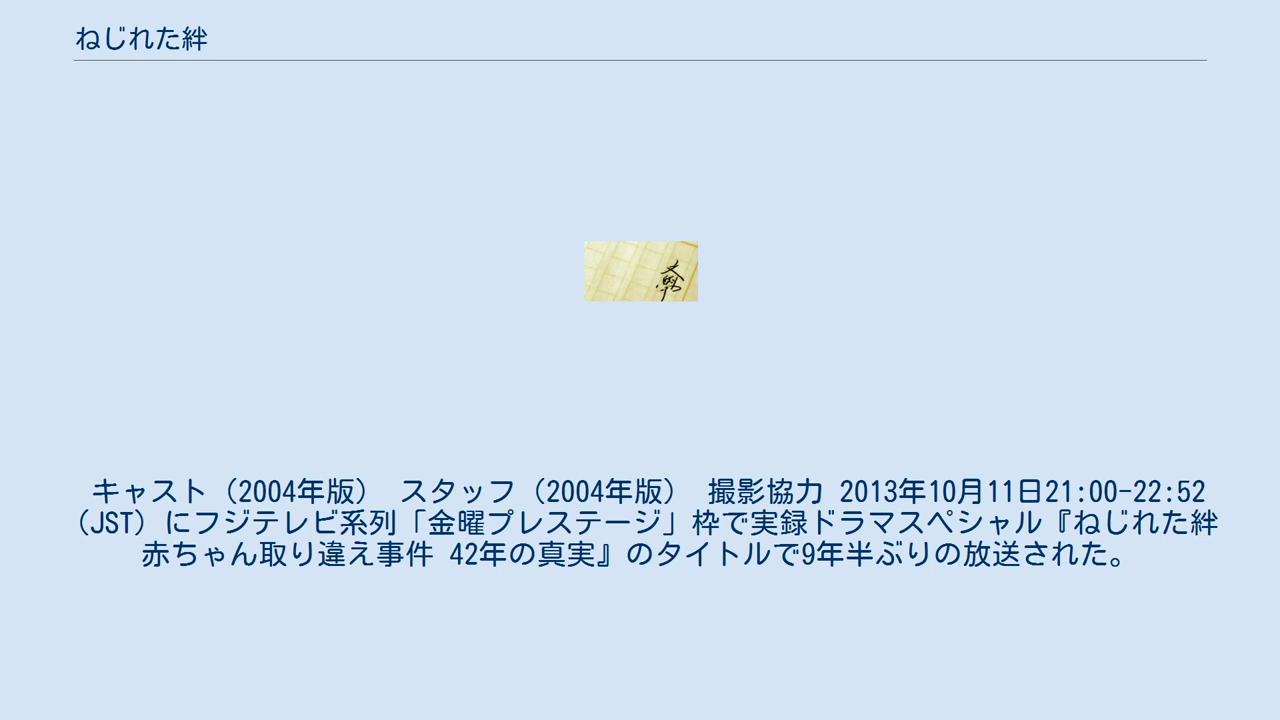 ねじれた絆
キャスト（2004年版） スタッフ（2004年版） 撮影協力 2013年10月11日21:00-22:52
（JST）にフジテレビ系列「金曜プレステージ」枠で実録ドラマスペシャル『ねじれた絆
赤ちゃん取り違え事件 42年の真実』のタイトルで9年半ぶりの放送された。